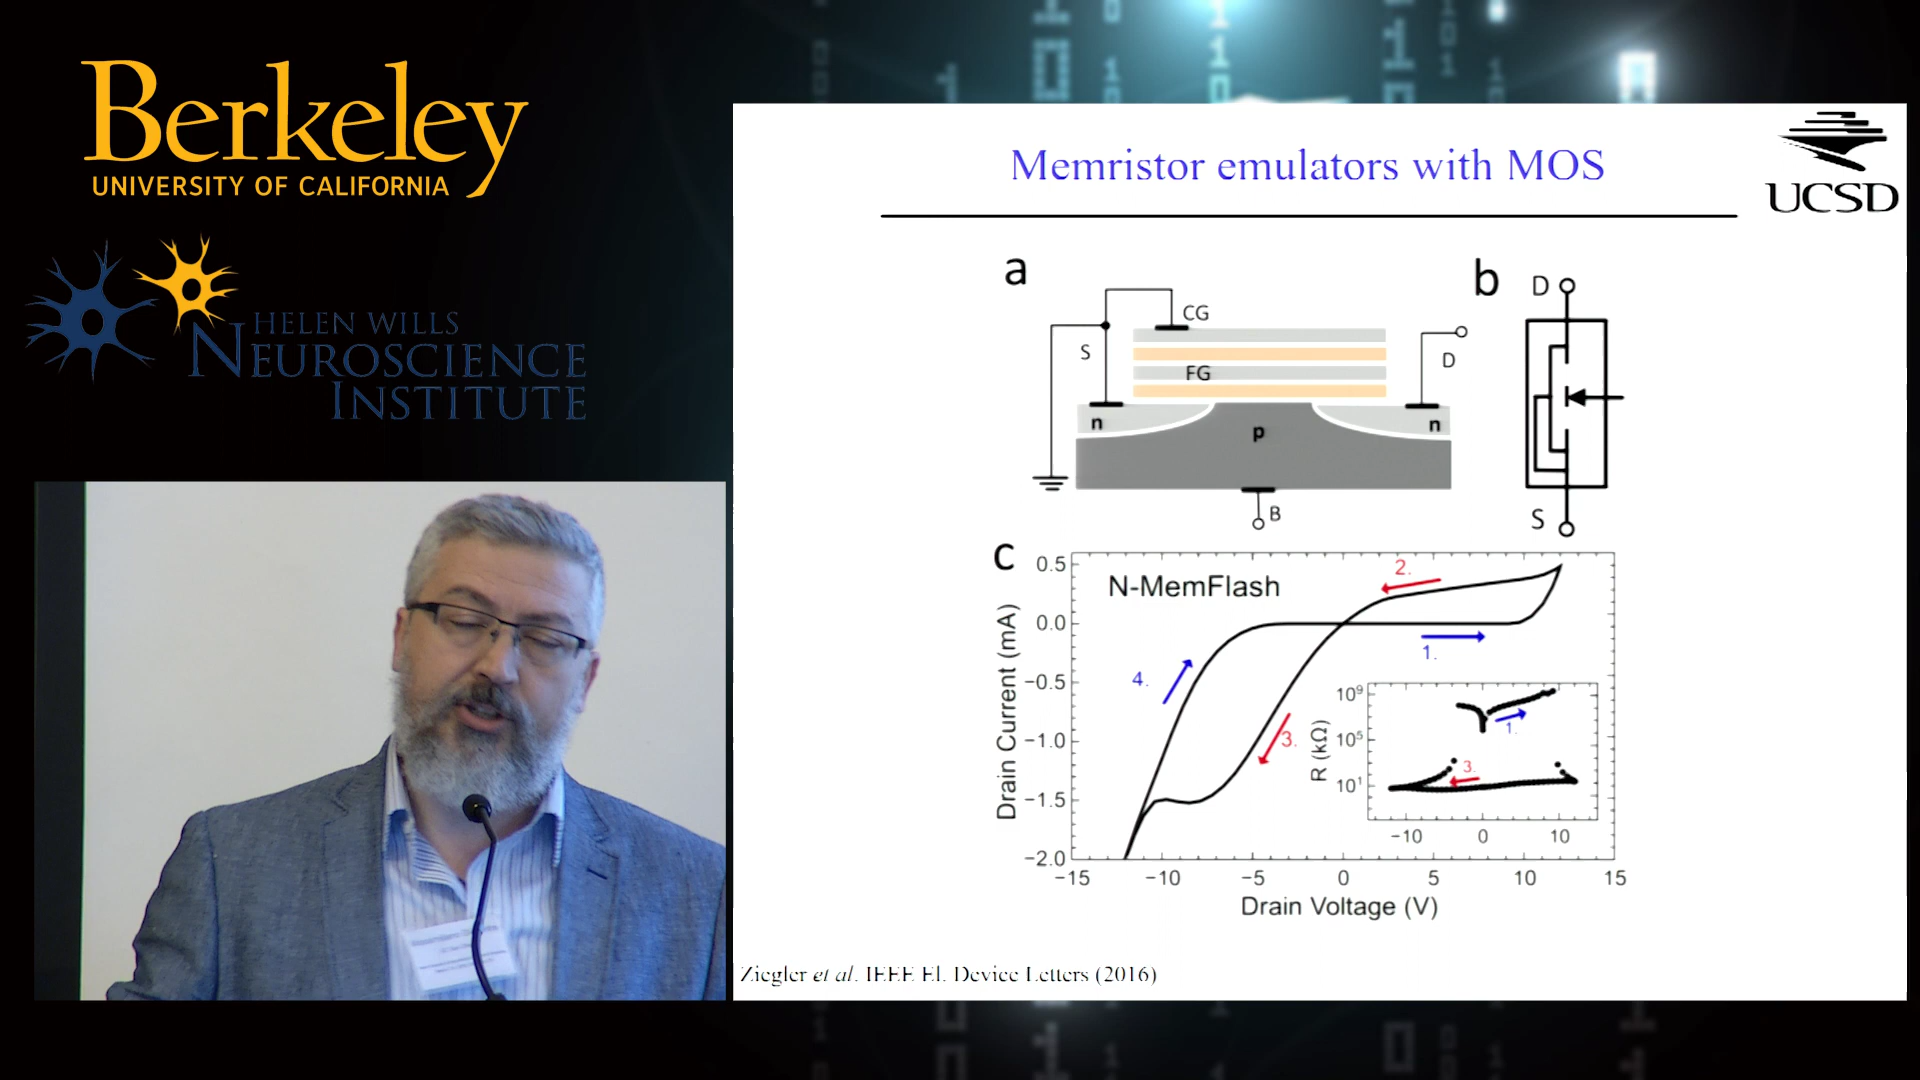 Berkeley
UNIVERSITY OF CALIFORNIA
HELEN WILLS
NEUROSCIENCE
INSTITUTE
Memristor emulators with MOS
UCSD
a
CG
S
D
FG
n
p
n
B
b
D
S
c
N-MemFlash
2.
1.
4.
3.
0.5
0.0
−0.5
−1.0
−1.5
−2.0
Drain Current (mA)
−15 −10 −5 0 5 10 15
Drain Voltage (V)
R (kΩ)
10⁹
10⁵
10¹
1.
3.
−10 0 10
Ziegler et al. IEEE El. Device Letters (2016)